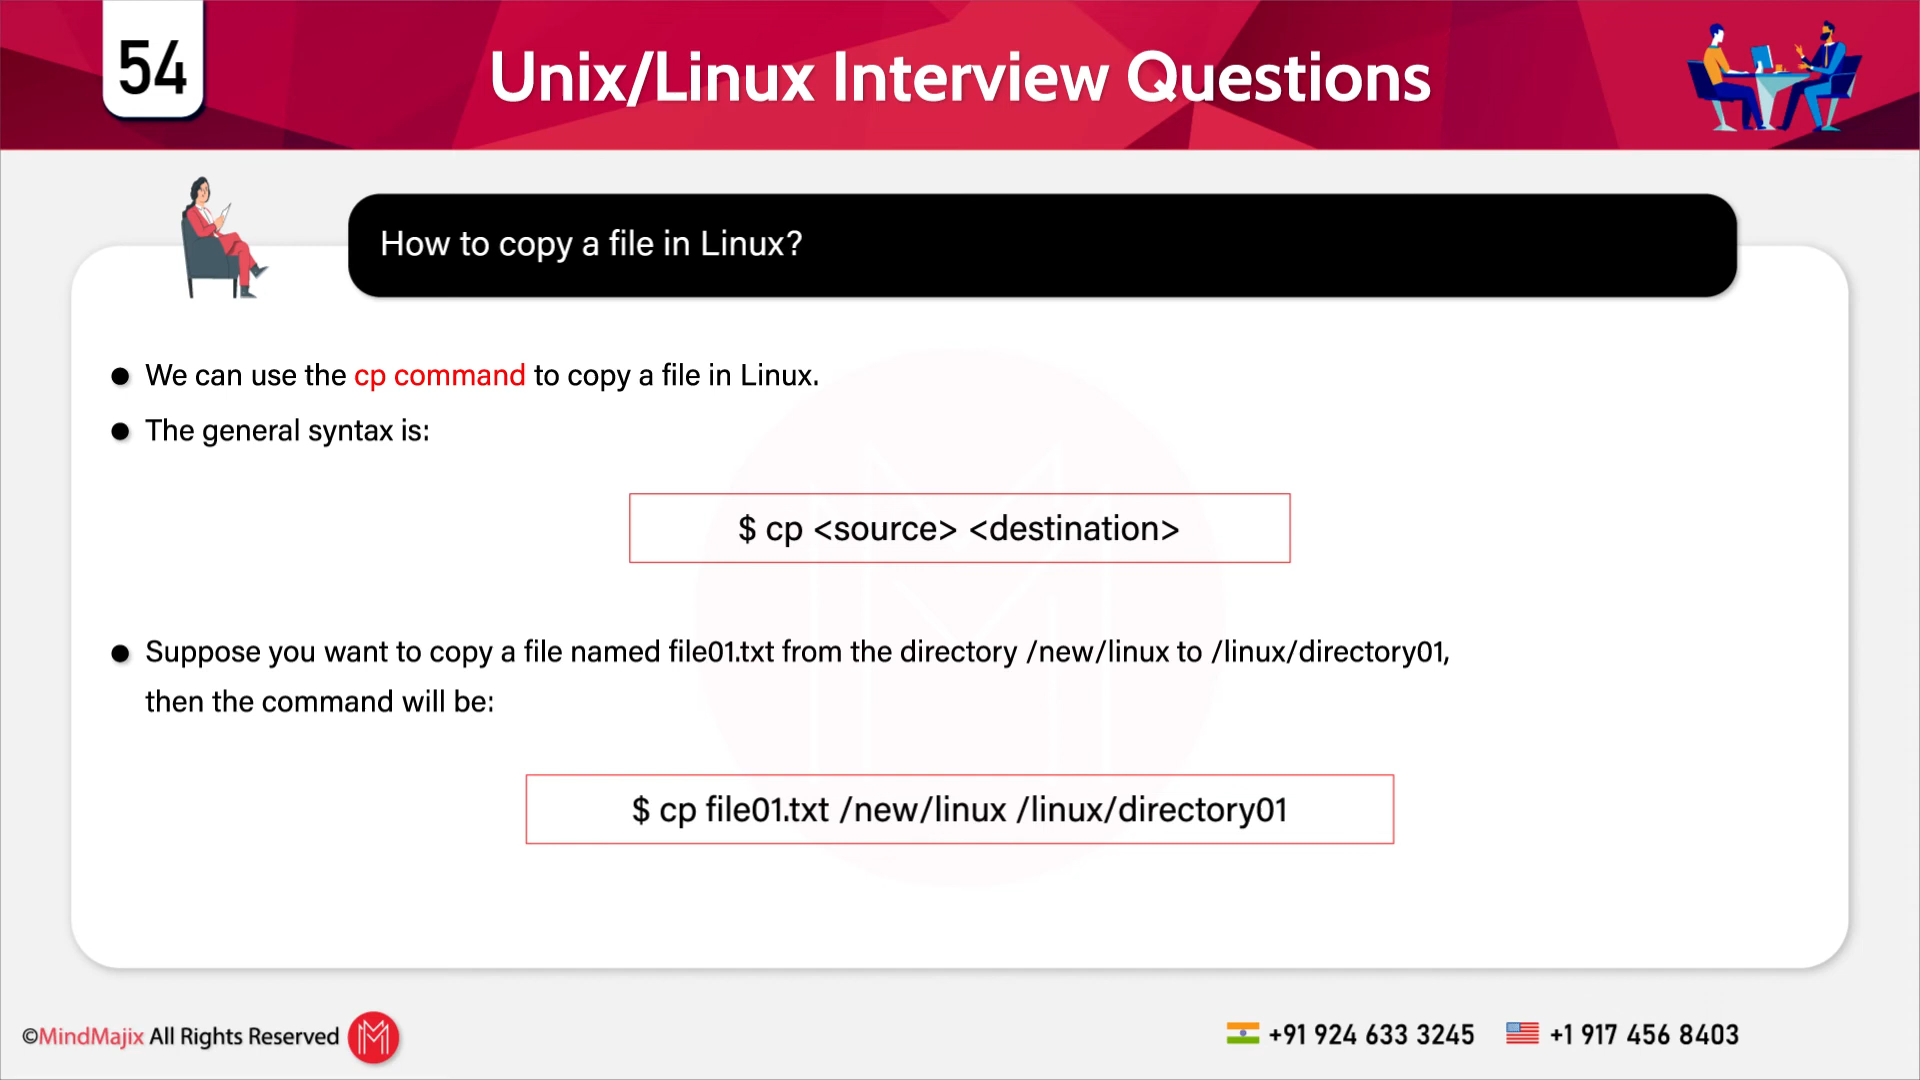 54
Unix/Linux Interview Questions
How to copy a file in Linux?
● We can use the cp command to copy a file in Linux.
● The general syntax is:
$ cp <source> <destination>
● Suppose you want to copy a file named file01.txt from the directory /new/linux to /linux/directory01,
then the command will be:
$ cp file01.txt /new/linux /linux/directory01
©MindMajix All Rights Reserved
+91 924 633 3245
+1 917 456 8403